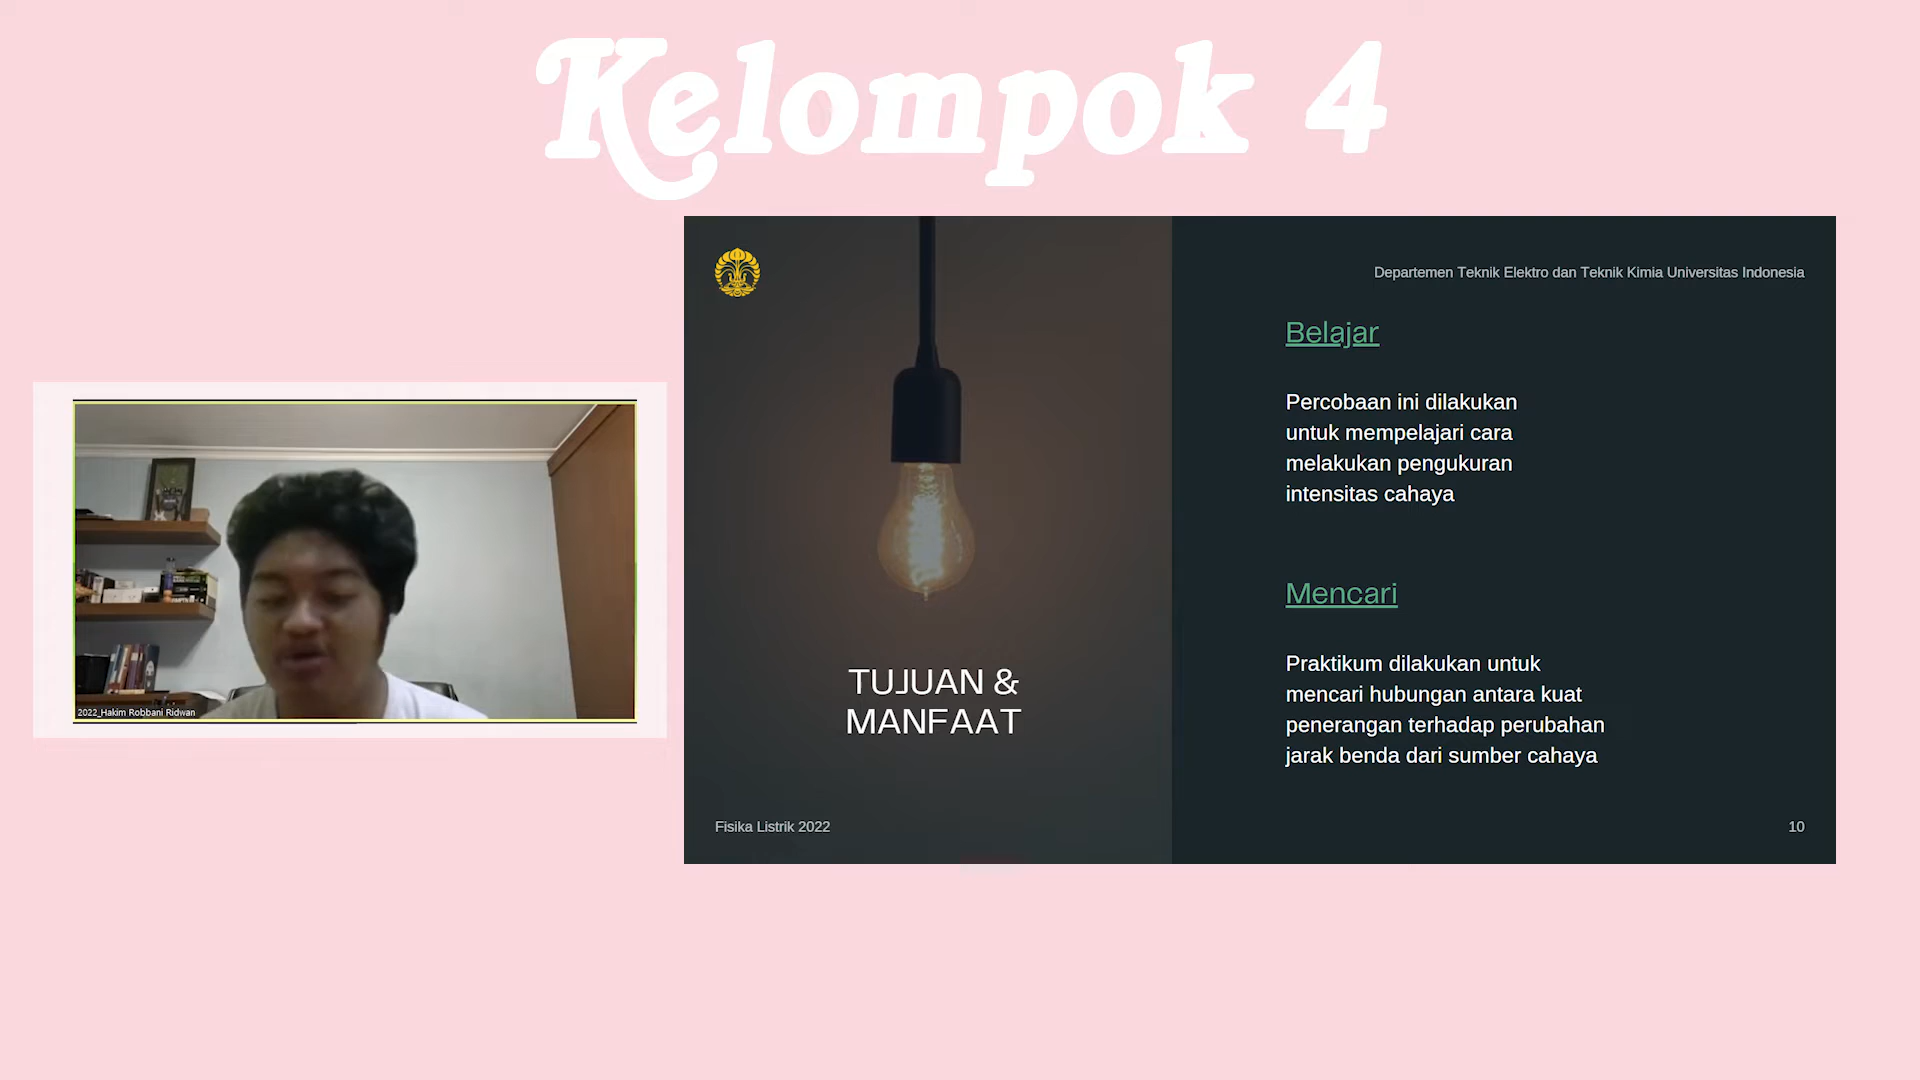 Kelompok 4
Departemen Teknik Elektro dan Teknik Kimia Universitas Indonesia
Belajar
Percobaan ini dilakukan
untuk mempelajari cara
melakukan pengukuran
intensitas cahaya
Mencari
Praktikum dilakukan untuk
mencari hubungan antara kuat
penerangan terhadap perubahan
jarak benda dari sumber cahaya
TUJUAN &
MANFAAT
Fisika Listrik 2022
10
2022_Hakim Robbani Ridwan